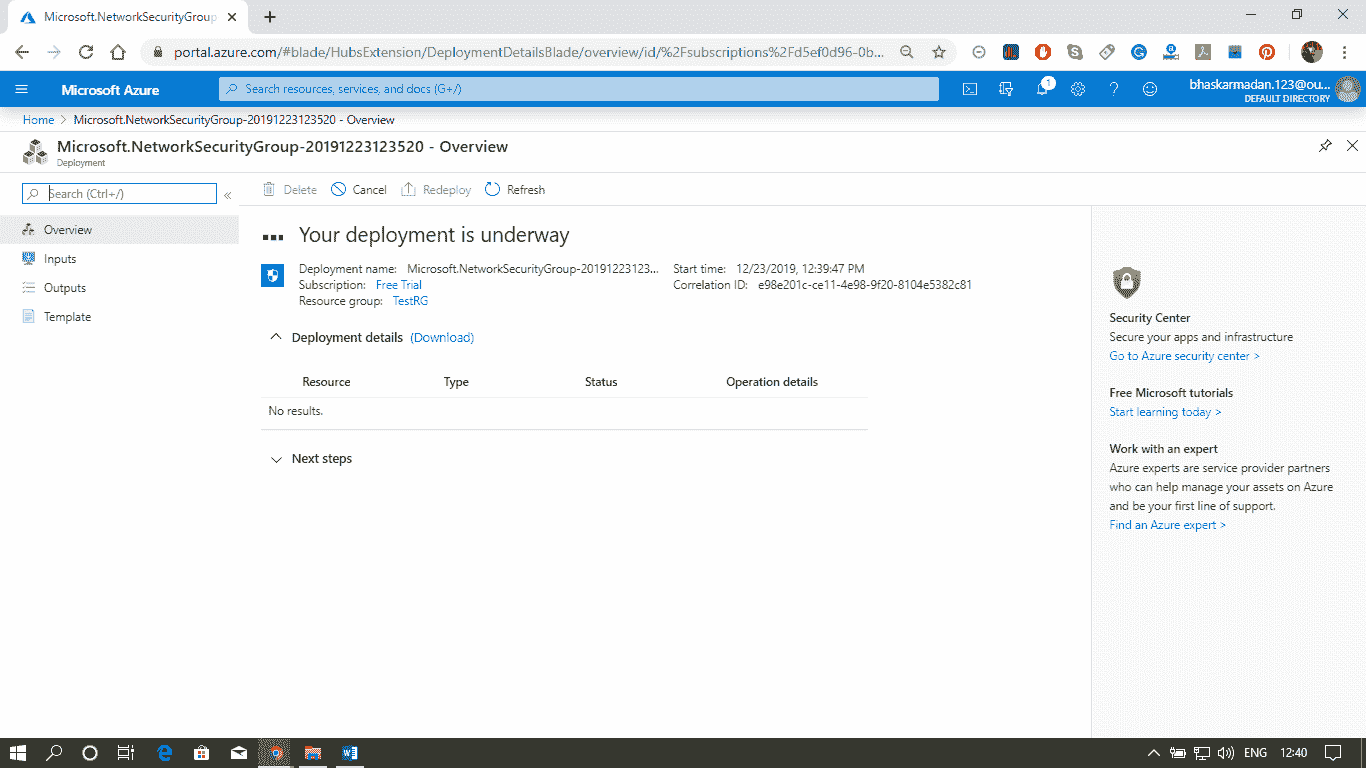 Microsoft.NetworkSecurityGroup
portal.azure.com/#blade/HubsExtension/DeploymentDetailsBlade/overview/id/%2Fsubscriptions%2Fd5ef0d96-0b...
Microsoft Azure
Search resources, services, and docs (G+/)
1
bhaskarmadan.123@ou...
DEFAULT DIRECTORY
Home > Microsoft.NetworkSecurityGroup-20191223123520 - Overview
Microsoft.NetworkSecurityGroup-20191223123520 - Overview
Deployment
Search (Ctrl+/)
«
Delete Cancel Redeploy Refresh
Overview
Inputs
Outputs
Template
Your deployment is underway
Deployment name: Microsoft.NetworkSecurityGroup-20191223123...
Subscription: Free Trial
Resource group: TestRG
Start time: 12/23/2019, 12:39:47 PM
Correlation ID: e98e201c-ce11-4e98-9f20-8104e5382c81
Deployment details (Download)
Resource Type Status Operation details
No results.
Next steps
Security Center
Secure your apps and infrastructure
Go to Azure security center >
Free Microsoft tutorials
Start learning today >
Work with an expert
Azure experts are service provider partners
who can help manage your assets on Azure
and be your first line of support.
Find an Azure expert >
ENG 12:40